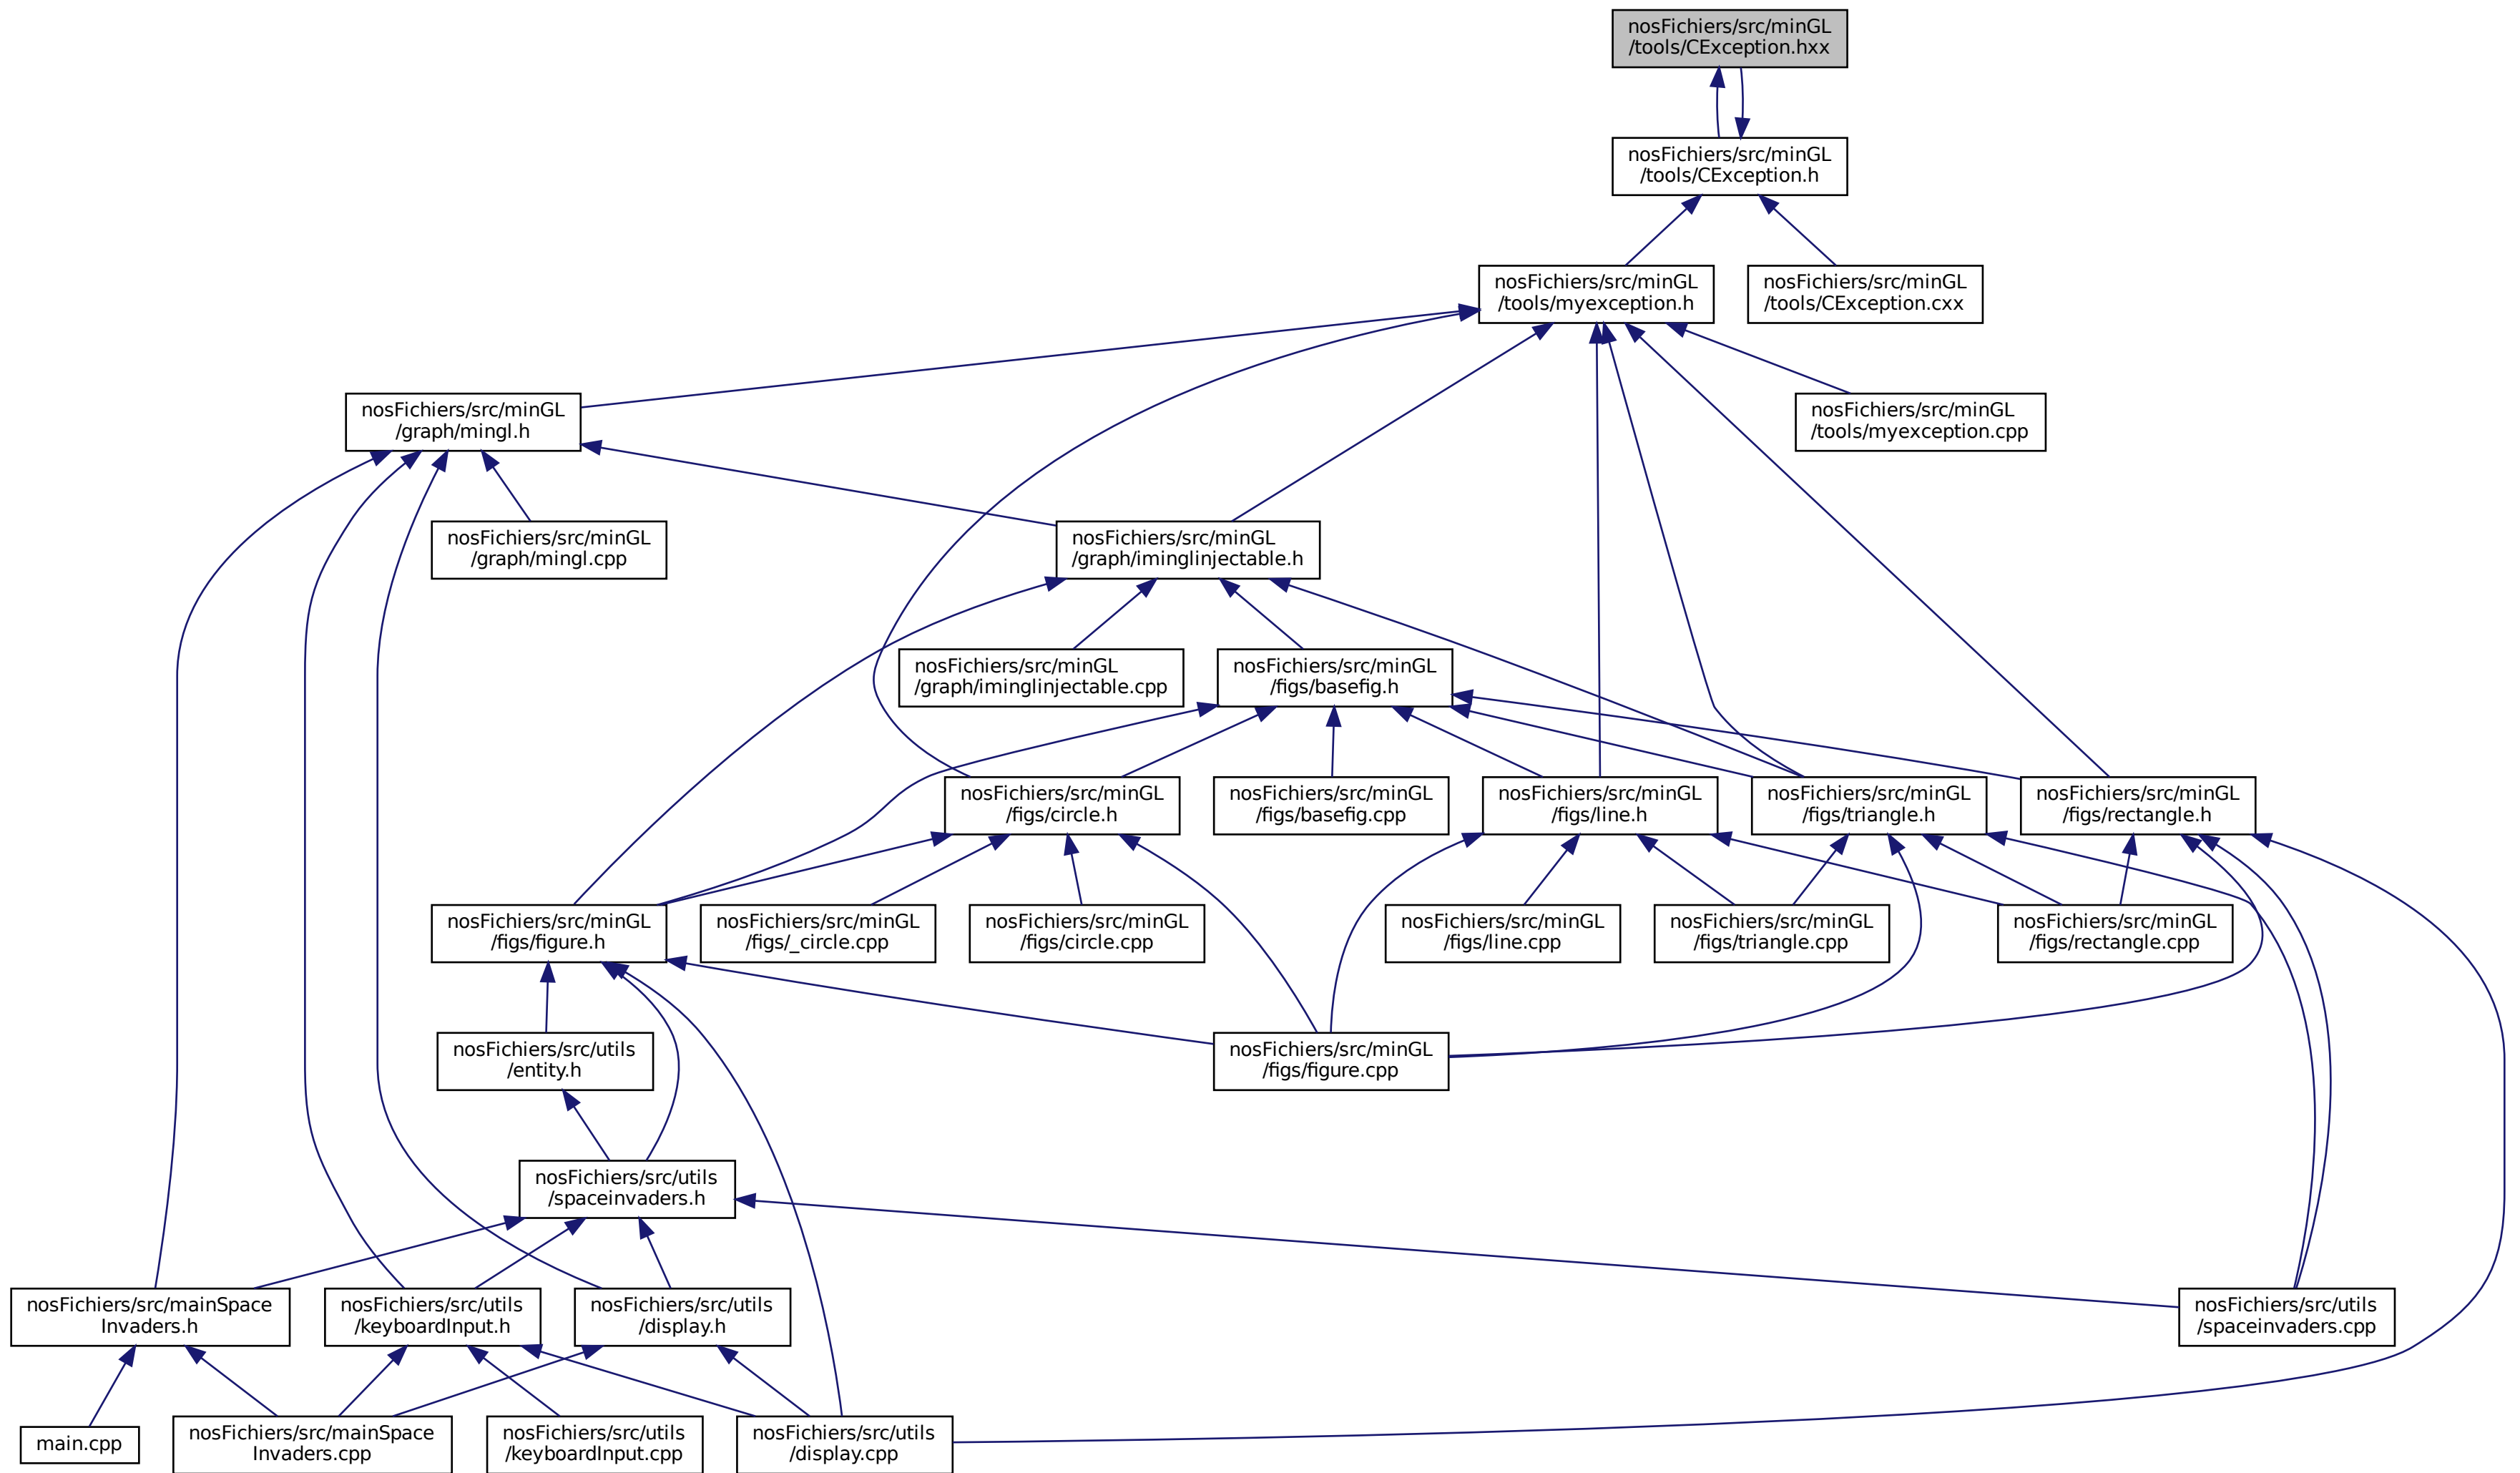 nosFichiers/src/minGL
/tools/CException.hxx
nosFichiers/src/minGL
/tools/CException.h
nosFichiers/src/minGL
/tools/myexception.h
nosFichiers/src/minGL
/tools/CException.cxx
nosFichiers/src/minGL
/graph/mingl.h
nosFichiers/src/minGL
/tools/myexception.cpp
nosFichiers/src/minGL
/graph/mingl.cpp
nosFichiers/src/minGL
/graph/iminglinjectable.h
nosFichiers/src/minGL
/graph/iminglinjectable.cpp
nosFichiers/src/minGL
/figs/basefig.h
nosFichiers/src/minGL
/figs/circle.h
nosFichiers/src/minGL
/figs/basefig.cpp
nosFichiers/src/minGL
/figs/line.h
nosFichiers/src/minGL
/figs/triangle.h
nosFichiers/src/minGL
/figs/rectangle.h
nosFichiers/src/minGL
/figs/figure.h
nosFichiers/src/minGL
/figs/_circle.cpp
nosFichiers/src/minGL
/figs/circle.cpp
nosFichiers/src/minGL
/figs/line.cpp
nosFichiers/src/minGL
/figs/triangle.cpp
nosFichiers/src/minGL
/figs/rectangle.cpp
nosFichiers/src/utils
/entity.h
nosFichiers/src/minGL
/figs/figure.cpp
nosFichiers/src/utils
/spaceinvaders.h
nosFichiers/src/mainSpace
Invaders.h
nosFichiers/src/utils
/keyboardInput.h
nosFichiers/src/utils
/display.h
nosFichiers/src/utils
/spaceinvaders.cpp
main.cpp
nosFichiers/src/mainSpace
Invaders.cpp
nosFichiers/src/utils
/keyboardInput.cpp
nosFichiers/src/utils
/display.cpp